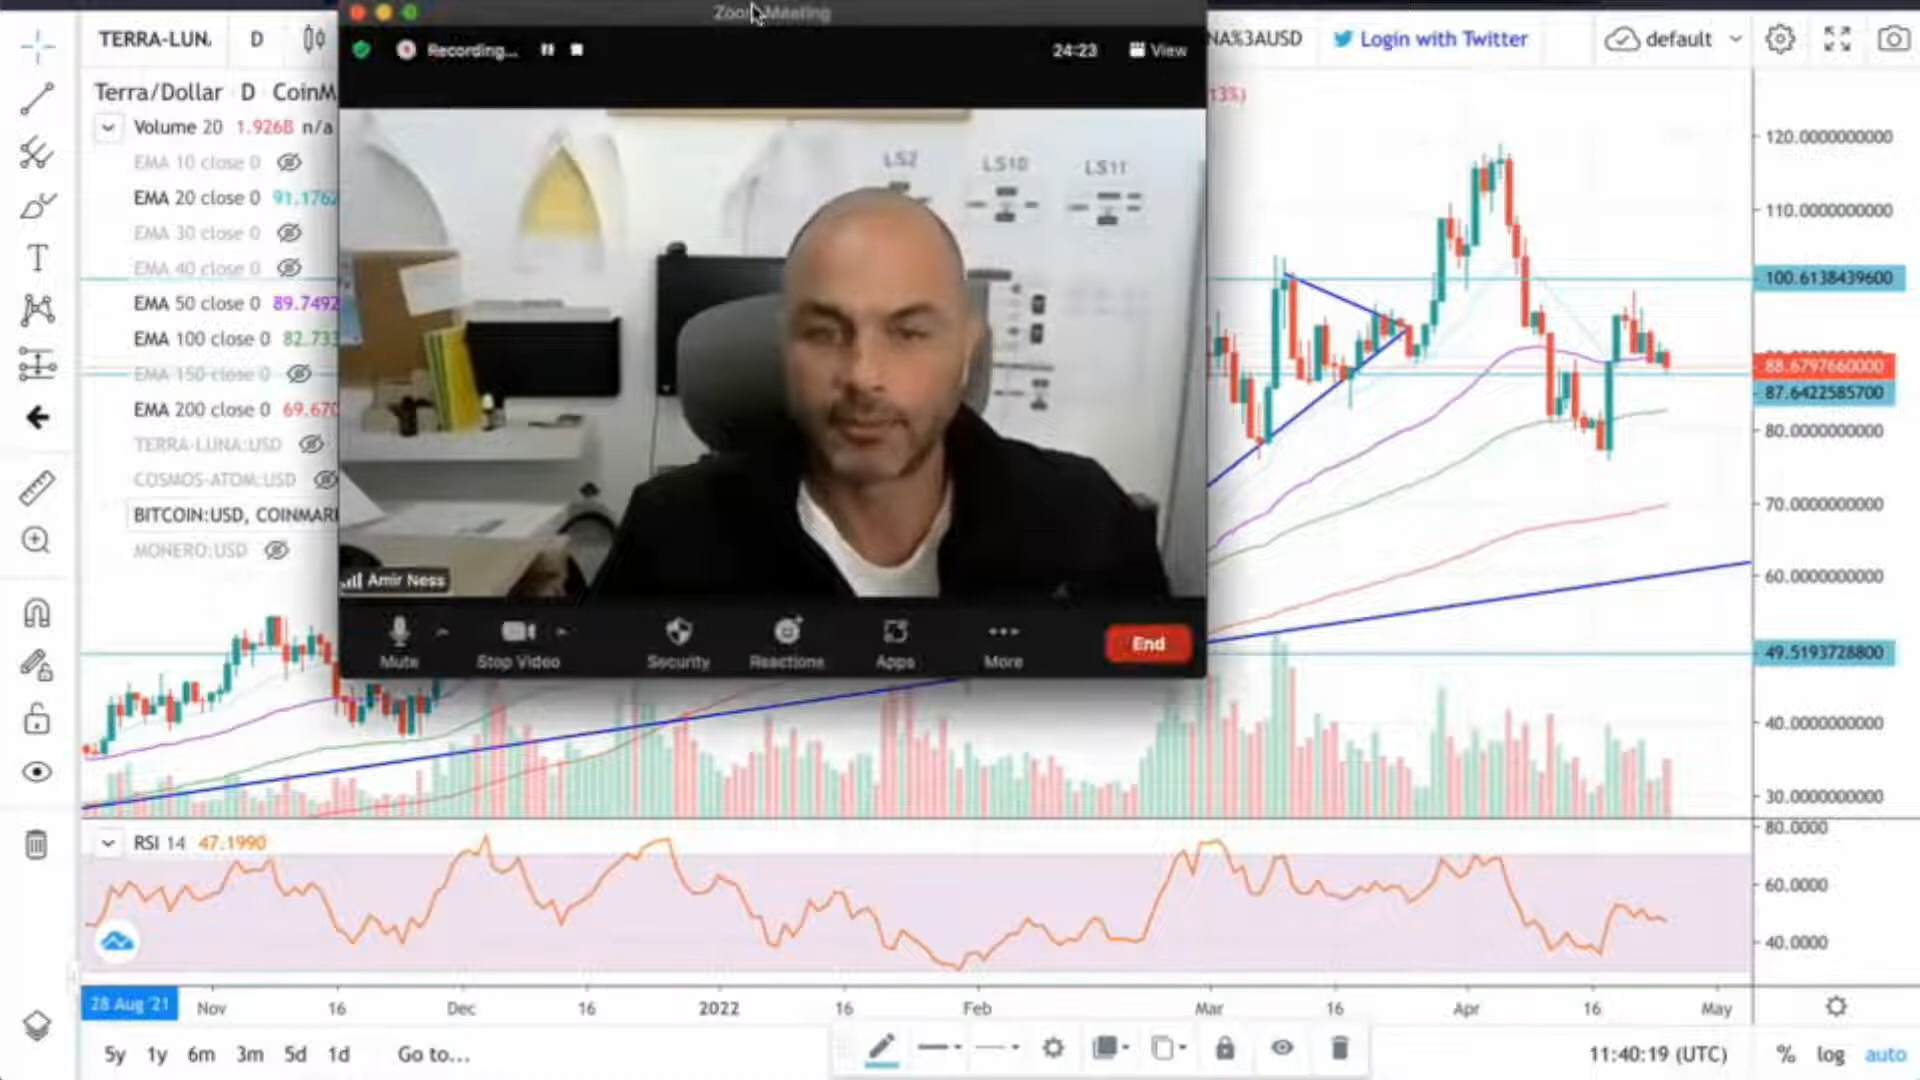 Zoom Meeting
TERRA-LUN. D
NA%3AUSD Login with Twitter default
Recording... 24:23 View
Terra/Dollar D CoinM
13%)
Volume 20 1.926B n/a
EMA 10 close 0
EMA 20 close 0 91.1762
EMA 30 close 0
EMA 40 close 0
EMA 50 close 0 89.7492
EMA 100 close 0 82.733
EMA 150 close 0
EMA 200 close 0 69.670
TERRA-LUNA:USD
COSMOS-ATOM:USD
BITCOIN:USD, COINMAR
MONERO:USD
LS2 LS10 LS11
Amir Ness
Mute Stop Video Security Reactions Apps More End
120.0000000000
110.0000000000
100.6138439600
88.6797660000
87.6422585700
80.0000000000
70.0000000000
60.0000000000
49.5193728800
40.0000000000
30.0000000000
RSI 14 47.1990
80.0000
60.0000
40.0000
28 Aug '21 Nov 16 Dec 16 2022 16 Feb Mar 16 Apr 16 May
5y 1y 6m 3m 5d 1d Go to... 11:40:19 (UTC) % log auto